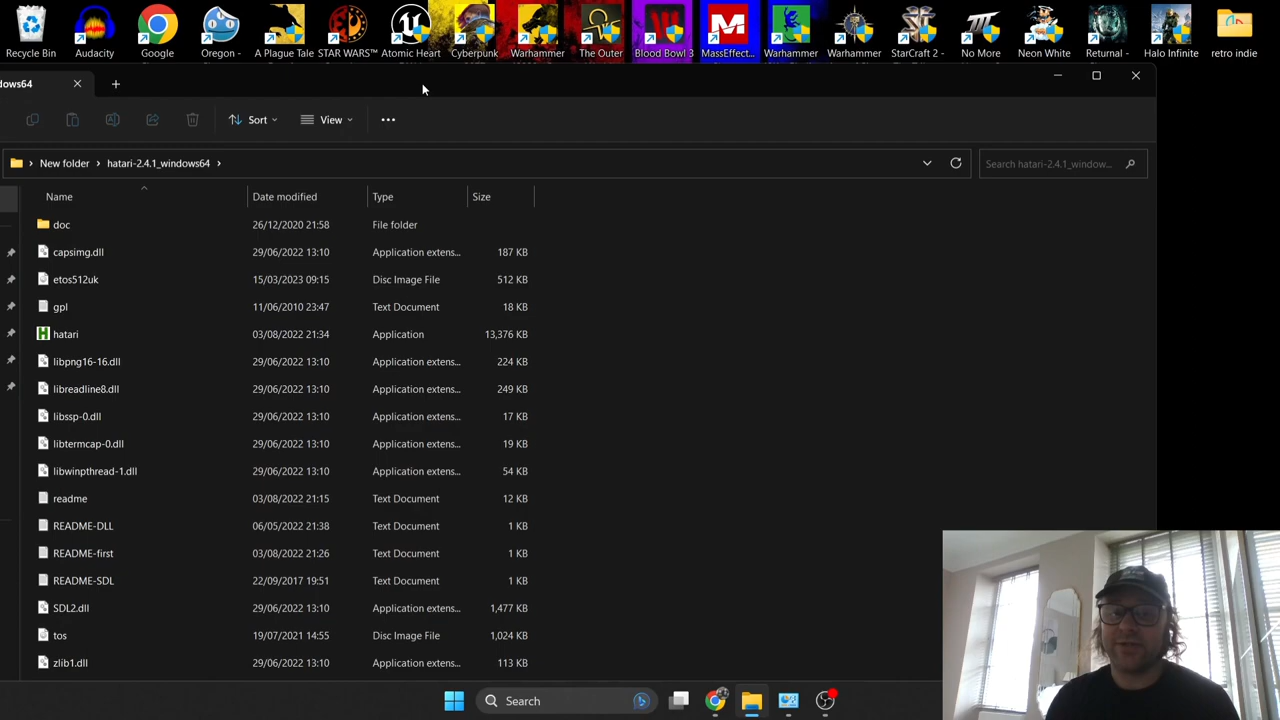 Recycle Bin Audacity Google Oregon - A Plague Tale STAR WARS™ Atomic Heart Cyberpunk Warhammer The Outer Blood Bowl 3 MassEffect... Warhammer Warhammer StarCraft 2 - No More Neon White Returnal - Halo Infinite retro indie
dows64
Sort View
New folder hatari-2.4.1_windows64 Search hatari-2.4.1_window...
Name Date modified Type Size
doc 26/12/2020 21:58 File folder
capsimg.dll 29/06/2022 13:10 Application extens... 187 KB
etos512uk 15/03/2023 09:15 Disc Image File 512 KB
gpl 11/06/2010 23:47 Text Document 18 KB
hatari 03/08/2022 21:34 Application 13,376 KB
libpng16-16.dll 29/06/2022 13:10 Application extens... 224 KB
libreadline8.dll 29/06/2022 13:10 Application extens... 249 KB
libssp-0.dll 29/06/2022 13:10 Application extens... 17 KB
libtermcap-0.dll 29/06/2022 13:10 Application extens... 19 KB
libwinpthread-1.dll 29/06/2022 13:10 Application extens... 54 KB
readme 03/08/2022 21:15 Text Document 12 KB
README-DLL 06/05/2022 21:38 Text Document 1 KB
README-first 03/08/2022 21:26 Text Document 1 KB
README-SDL 22/09/2017 19:51 Text Document 1 KB
SDL2.dll 29/06/2022 13:10 Application extens... 1,477 KB
tos 19/07/2021 14:55 Disc Image File 1,024 KB
zlib1.dll 29/06/2022 13:10 Application extens... 113 KB
Search